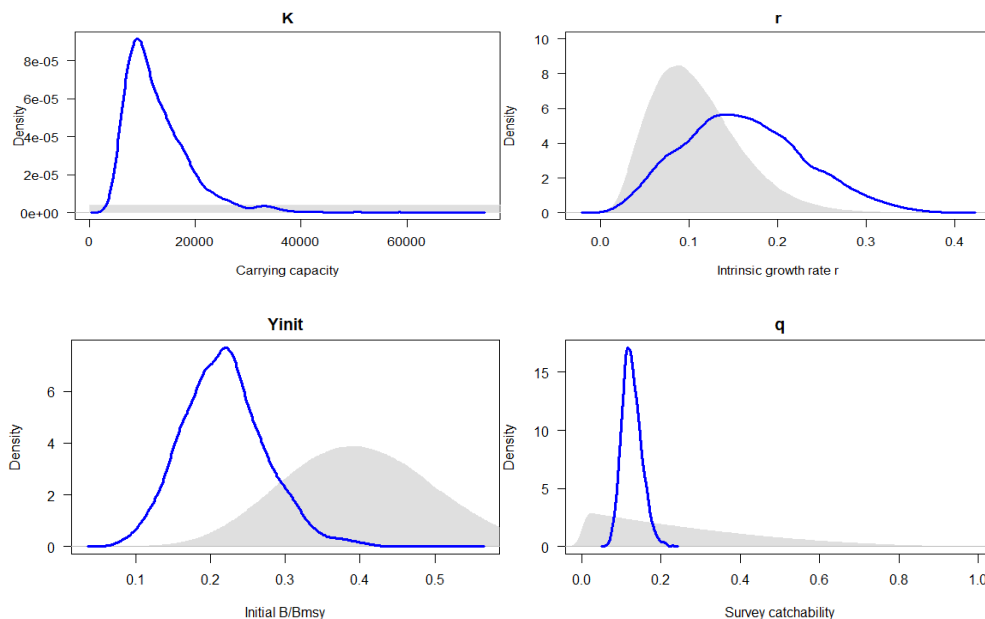 K
Density
8e-05
6e-05
4e-05
2e-05
0e+00
0 20000 40000 60000
Carrying capacity
r
Density
10
8
6
4
2
0
0.0 0.1 0.2 0.3 0.4
Intrinsic growth rate r
Yinit
Density
6
4
2
0
0.1 0.2 0.3 0.4 0.5
Initial B/Bmsy
q
Density
15
10
5
0
0.0 0.2 0.4 0.6 0.8 1.0
Survey catchability